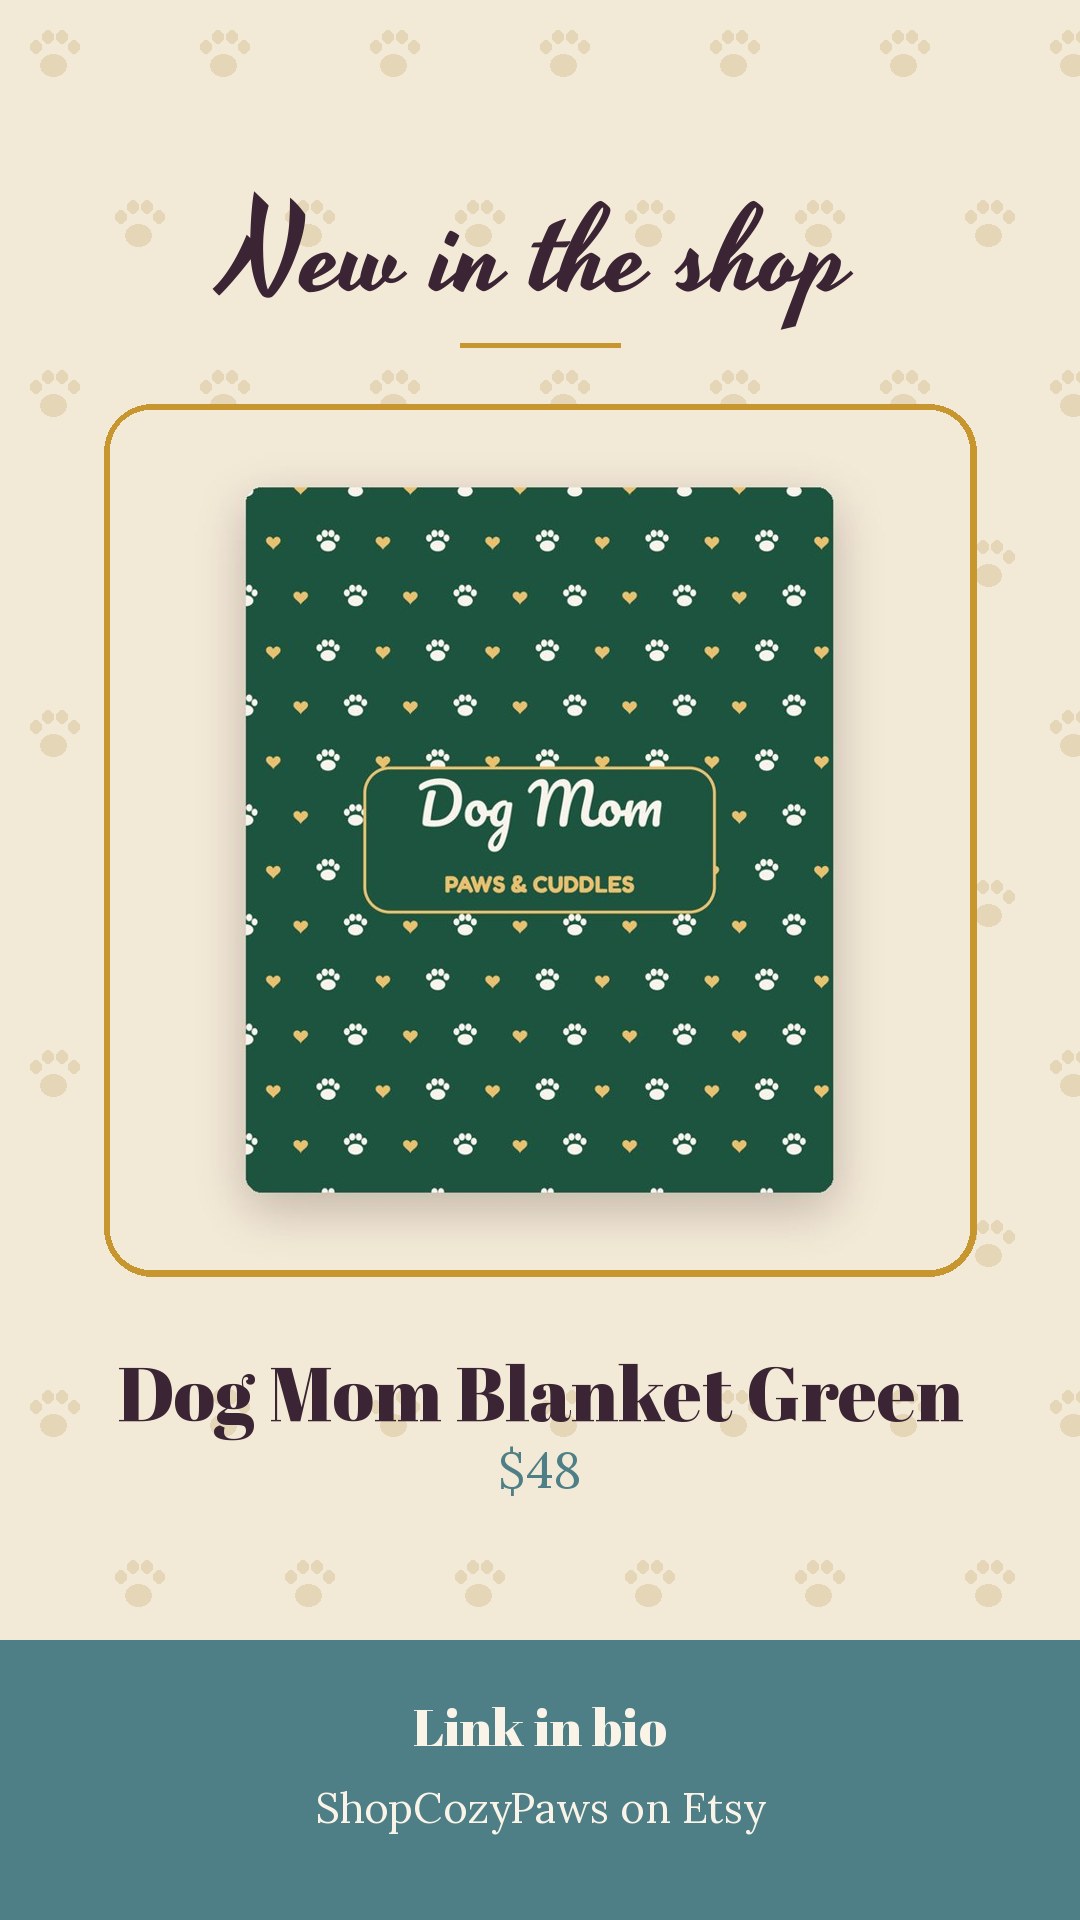 New in the shop
Dog Mom
PAWS & CUDDLES
Dog Mom Blanket Green
$48
Link in bio
ShopCozyPaws on Etsy